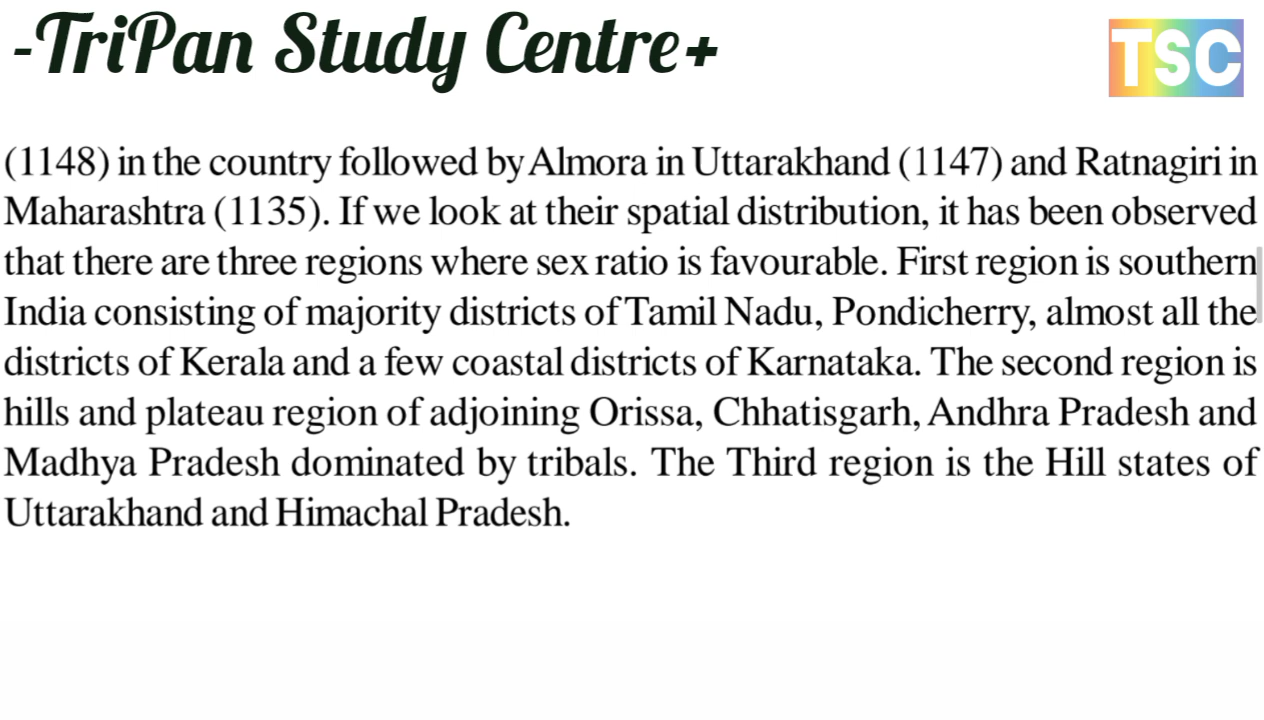 -TriPan Study Centre+
TSC
(1148) in the country followed by Almora in Uttarakhand (1147) and Ratnagiri in
Maharashtra (1135). If we look at their spatial distribution, it has been observed
that there are three regions where sex ratio is favourable. First region is southern
India consisting of majority districts of Tamil Nadu, Pondicherry, almost all the
districts of Kerala and a few coastal districts of Karnataka. The second region is
hills and plateau region of adjoining Orissa, Chhatisgarh, Andhra Pradesh and
Madhya Pradesh dominated by tribals. The Third region is the Hill states of
Uttarakhand and Himachal Pradesh.